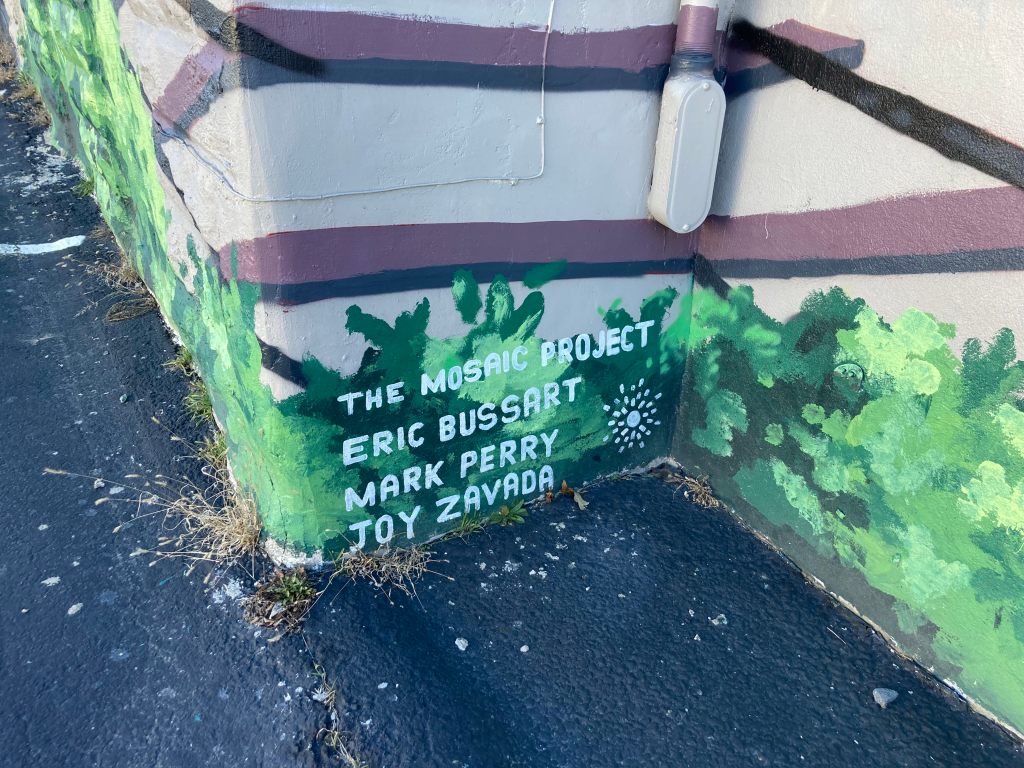 THE MOSAIC PROJECT
ERIC BUSSART
MARK PERRY
JOY ZAVADA